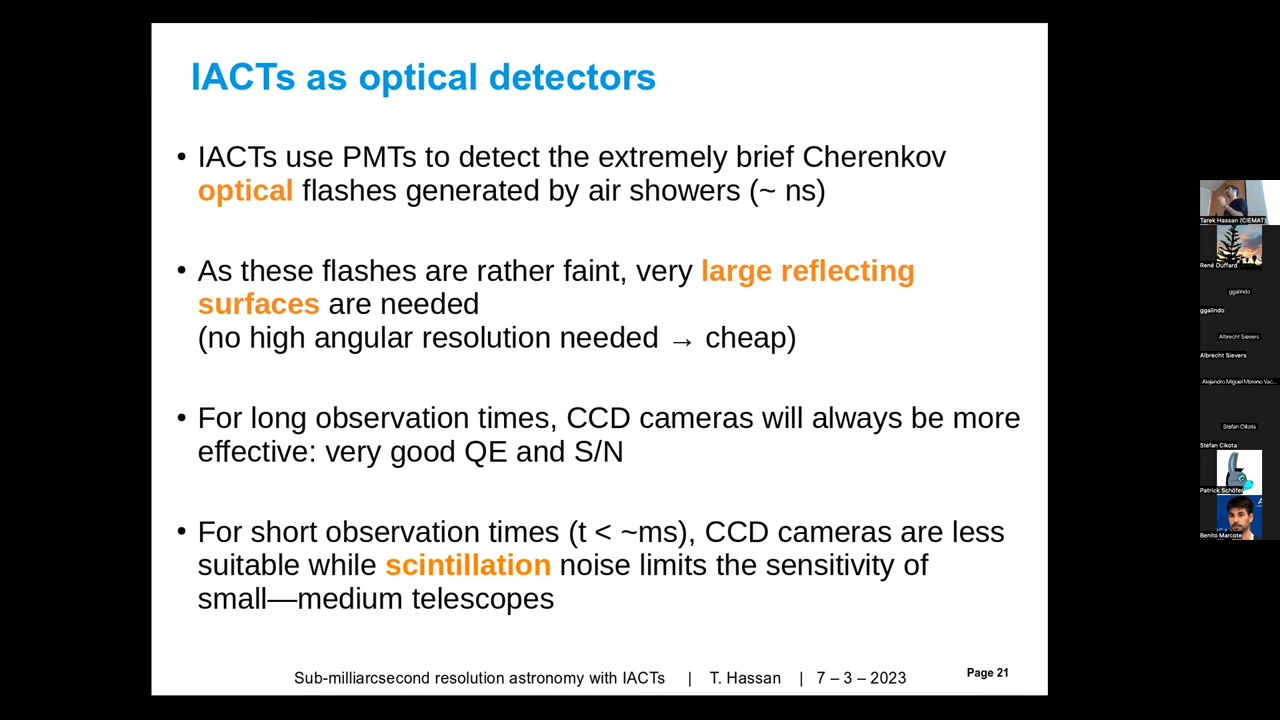 IACTs as optical detectors
• IACTs use PMTs to detect the extremely brief Cherenkov
optical flashes generated by air showers (~ ns)
• As these flashes are rather faint, very large reflecting
surfaces are needed
(no high angular resolution needed → cheap)
• For long observation times, CCD cameras will always be more
effective: very good QE and S/N
• For short observation times (t < ~ms), CCD cameras are less
suitable while scintillation noise limits the sensitivity of
small—medium telescopes
Sub-milliarcsecond resolution astronomy with IACTs | T. Hassan | 7 – 3 – 2023
Page 21
Tarek Hassan (CIEMAT)
René Duffard
ggalindo
ggalindo
Albrecht Sievers
Albrecht Sievers
Alejandro Miguel Moreno Vac...
Stefan Cikota
Stefan Cikota
Patrick Schöfer
Benito Marcote